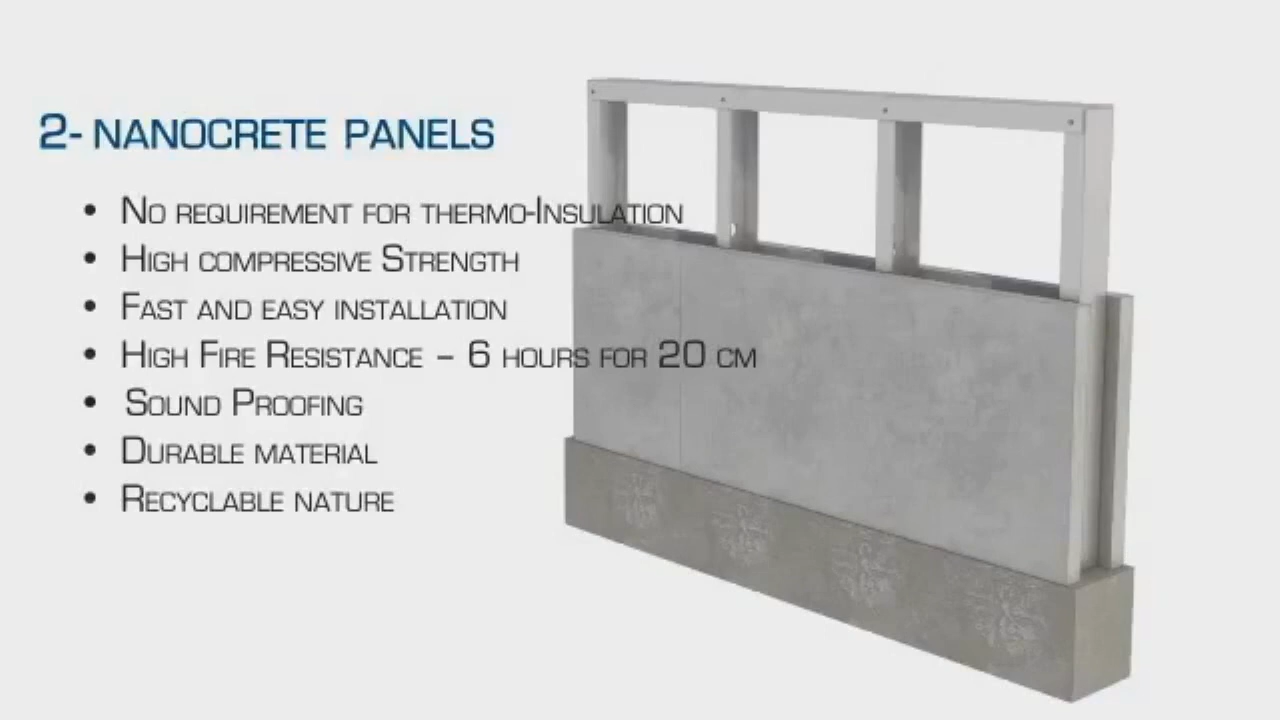 2- NANOCRETE PANELS
• No requirement for thermo-Insulation
• High compressive Strength
• Fast and easy installation
• High Fire Resistance – 6 hours for 20 cm
• Sound Proofing
• Durable material
• Recyclable nature